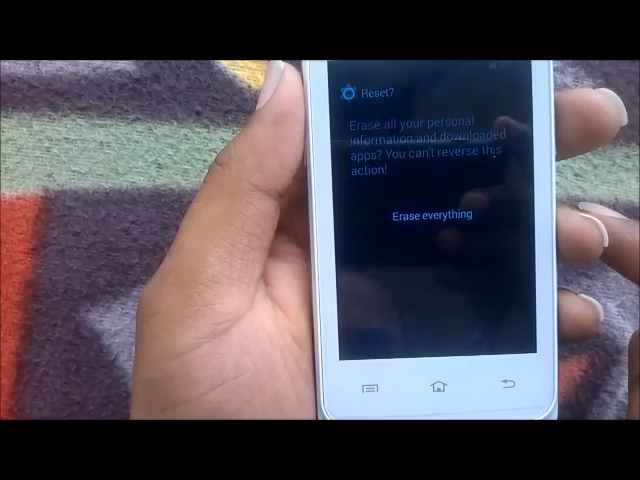 Reset?
Erase all your personal
information and downloaded
apps? You can't reverse this
action!
Erase everything